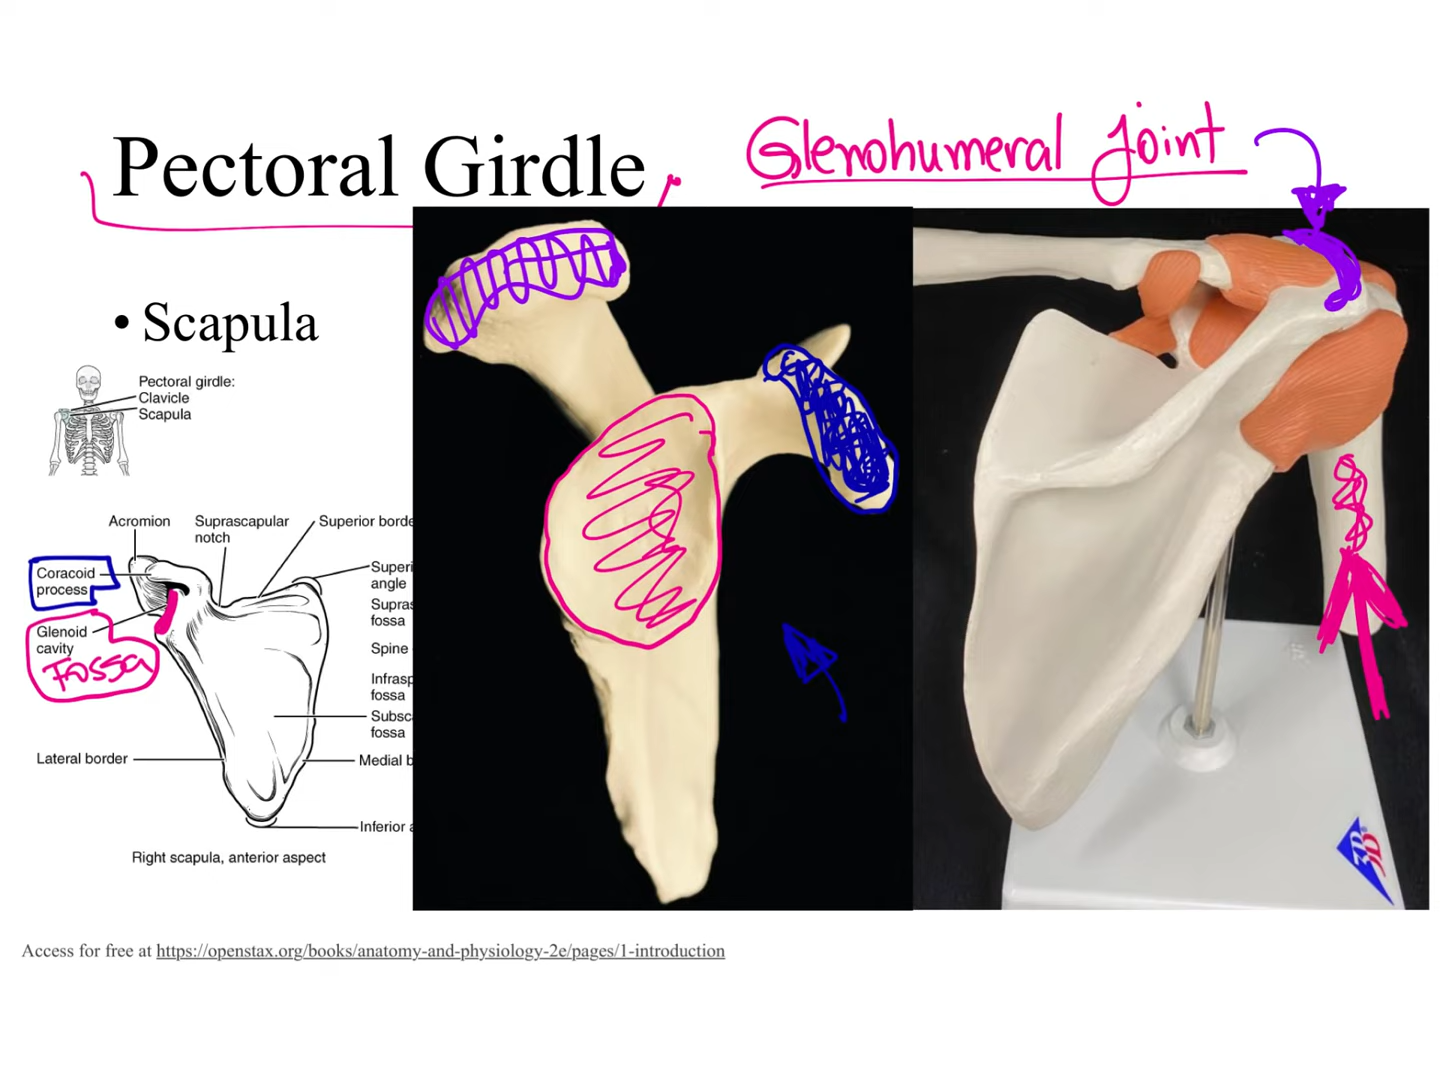 Pectoral Girdle
Glenohumeral Joint
• Scapula
Pectoral girdle:
Clavicle
Scapula
Acromion
Suprascapular
notch
Superior borde
Coracoid
process
Superi
angle
Glenoid
cavity
Fossa
Supras
fossa
Spine
Infrasp
fossa
Subsc
fossa
Lateral border
Medial b
Inferior a
Right scapula, anterior aspect
3B
Access for free at https://openstax.org/books/anatomy-and-physiology-2e/pages/1-introduction